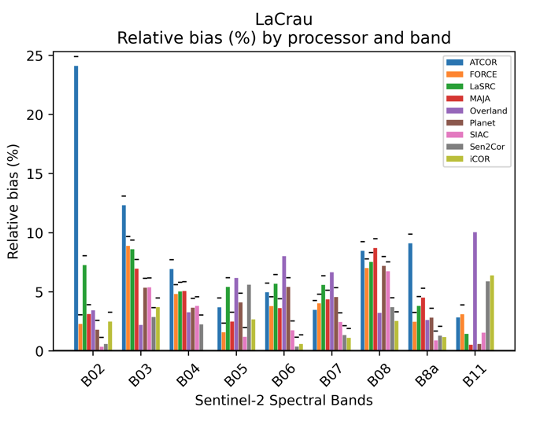 LaCrau
Relative bias (%) by processor and band
Relative bias (%)
25
20
15
10
5
0
ATCOR
FORCE
LaSRC
MAJA
Overland
Planet
SIAC
Sen2Cor
iCOR
B02
B03
B04
B05
B06
B07
B08
B8a
B11
Sentinel-2 Spectral Bands